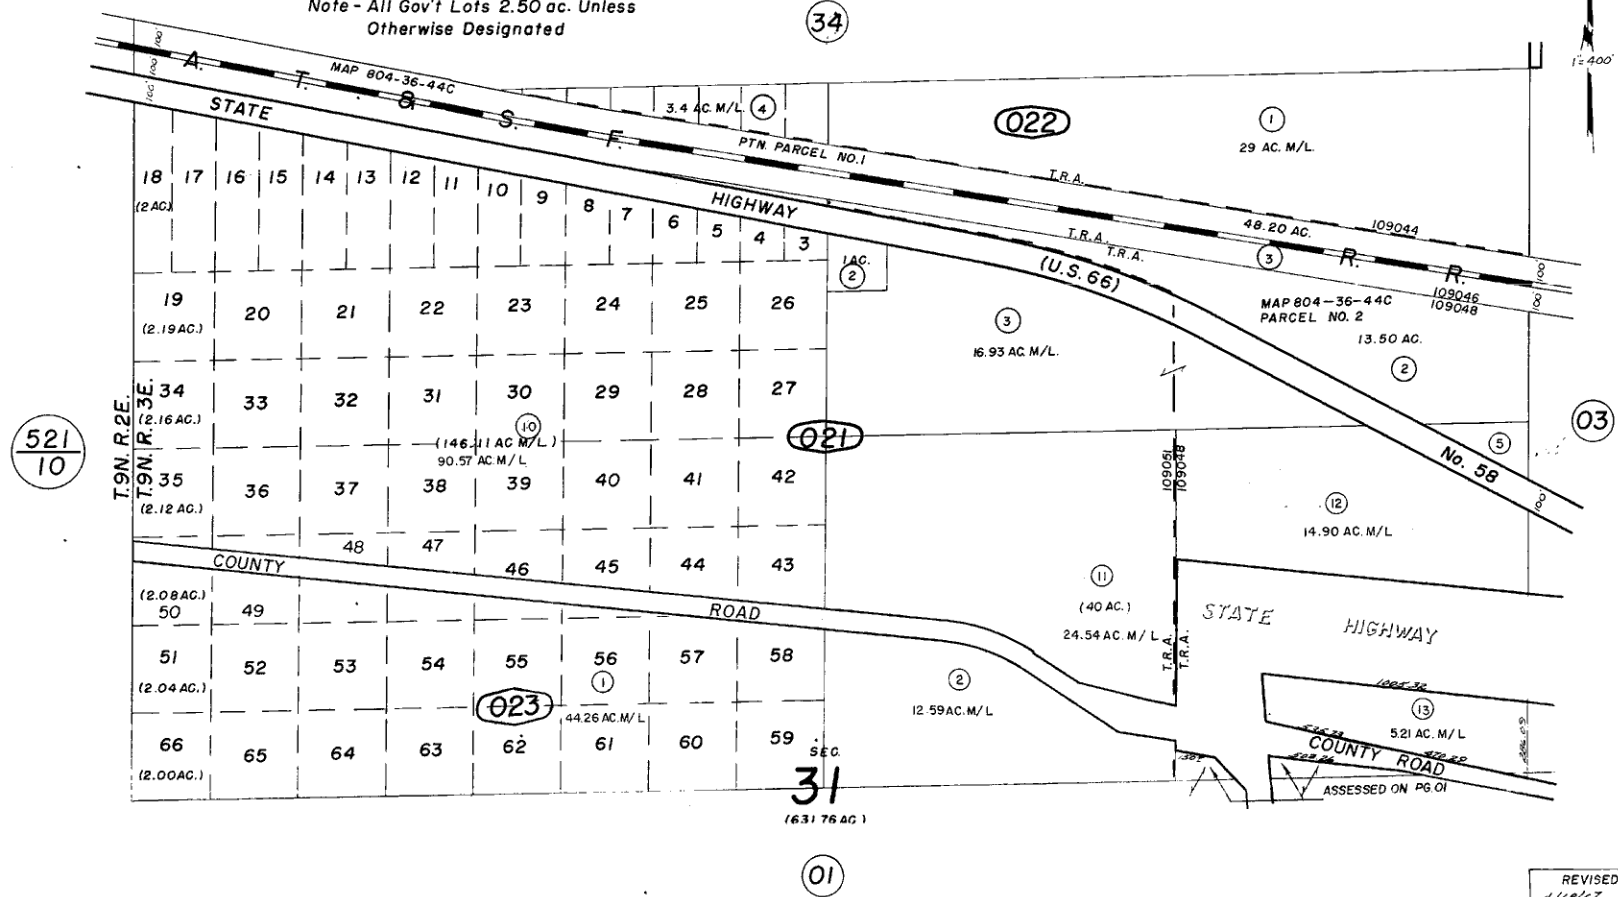 Note - All Gov't Lots 2.50 ac. Unless
Otherwise Designated
34
1"=400'
100'
100'
100'
A. T. & S. F. R. R.
MAP 804-36-44C
3.4 AC. M/L. 4
022
1
29 AC. M/L.
STATE HIGHWAY (U.S. 66) No. 58
PTN. PARCEL NO. 1
T.R.A.
109044
48.20 AC.
3
T.R.A.
T.R.A.
109046
109048
100
100
18 17 16 15 14 13 12 11 10 9 8 7 6 5 4 3
(2 AC.)
1 AC.
2
MAP 804-36-44C
PARCEL NO. 2
13.50 AC.
2
19 20 21 22 23 24 25 26
(2.19 AC.)
3
16.93 AC. M/L.
34 33 32 31 30 29 28 27
(2.16 AC.)
T.9N. R.2E.
T.9N. R.3E.
521
10
10
(146.11 AC M/L)
90.57 AC. M/L
021
03
5
100'
35 36 37 38 39 40 41 42
(2.12 AC.)
109051
109048
12
14.90 AC. M/L
48 47 46 45 44 43
COUNTY ROAD
(2.08 AC.)
50 49
11
(40 AC.)
24.54 AC. M/L
T.R.A.
T.R.A.
STATE HIGHWAY
51 52 53 54 55 56 57 58
(2.04 AC.)
023
1
44.26 AC. M/L
2
12.59 AC. M/L
1005.32
13
5.21 AC. M/L
COUNTY ROAD
66 65 64 63 62 61 60 59
(2.00 AC.)
SEC.
31
(631.76 AC.)
ASSESSED ON PG. 01
01
REVISED